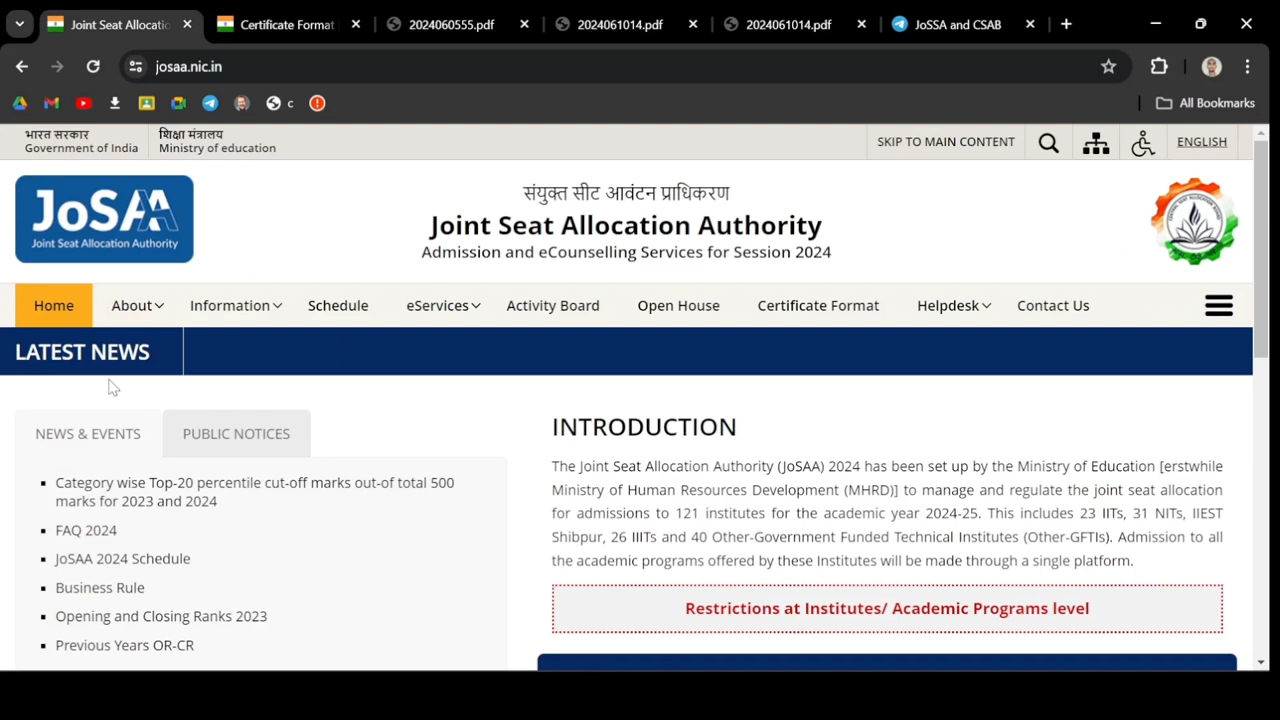 Joint Seat Allocatio
Certificate Format
2024060555.pdf
2024061014.pdf
2024061014.pdf
JoSSA and CSAB
josaa.nic.in
c
All Bookmarks
भारत सरकार
Government of India
शिक्षा मंत्रालय
Ministry of education
SKIP TO MAIN CONTENT
ENGLISH
JoSAA
Joint Seat Allocation Authority
संयुक्त सीट आवंटन प्राधिकरण
Joint Seat Allocation Authority
Admission and eCounselling Services for Session 2024
Home
About
Information
Schedule
eServices
Activity Board
Open House
Certificate Format
Helpdesk
Contact Us
LATEST NEWS
NEWS & EVENTS
PUBLIC NOTICES
Category wise Top-20 percentile cut-off marks out-of total 500
marks for 2023 and 2024
FAQ 2024
JoSAA 2024 Schedule
Business Rule
Opening and Closing Ranks 2023
Previous Years OR-CR
INTRODUCTION
The Joint Seat Allocation Authority (JoSAA) 2024 has been set up by the Ministry of Education [erstwhile
Ministry of Human Resources Development (MHRD)] to manage and regulate the joint seat allocation
for admissions to 121 institutes for the academic year 2024-25. This includes 23 IITs, 31 NITs, IIEST
Shibpur, 26 IIITs and 40 Other-Government Funded Technical Institutes (Other-GFTIs). Admission to all
the academic programs offered by these Institutes will be made through a single platform.
Restrictions at Institutes/ Academic Programs level